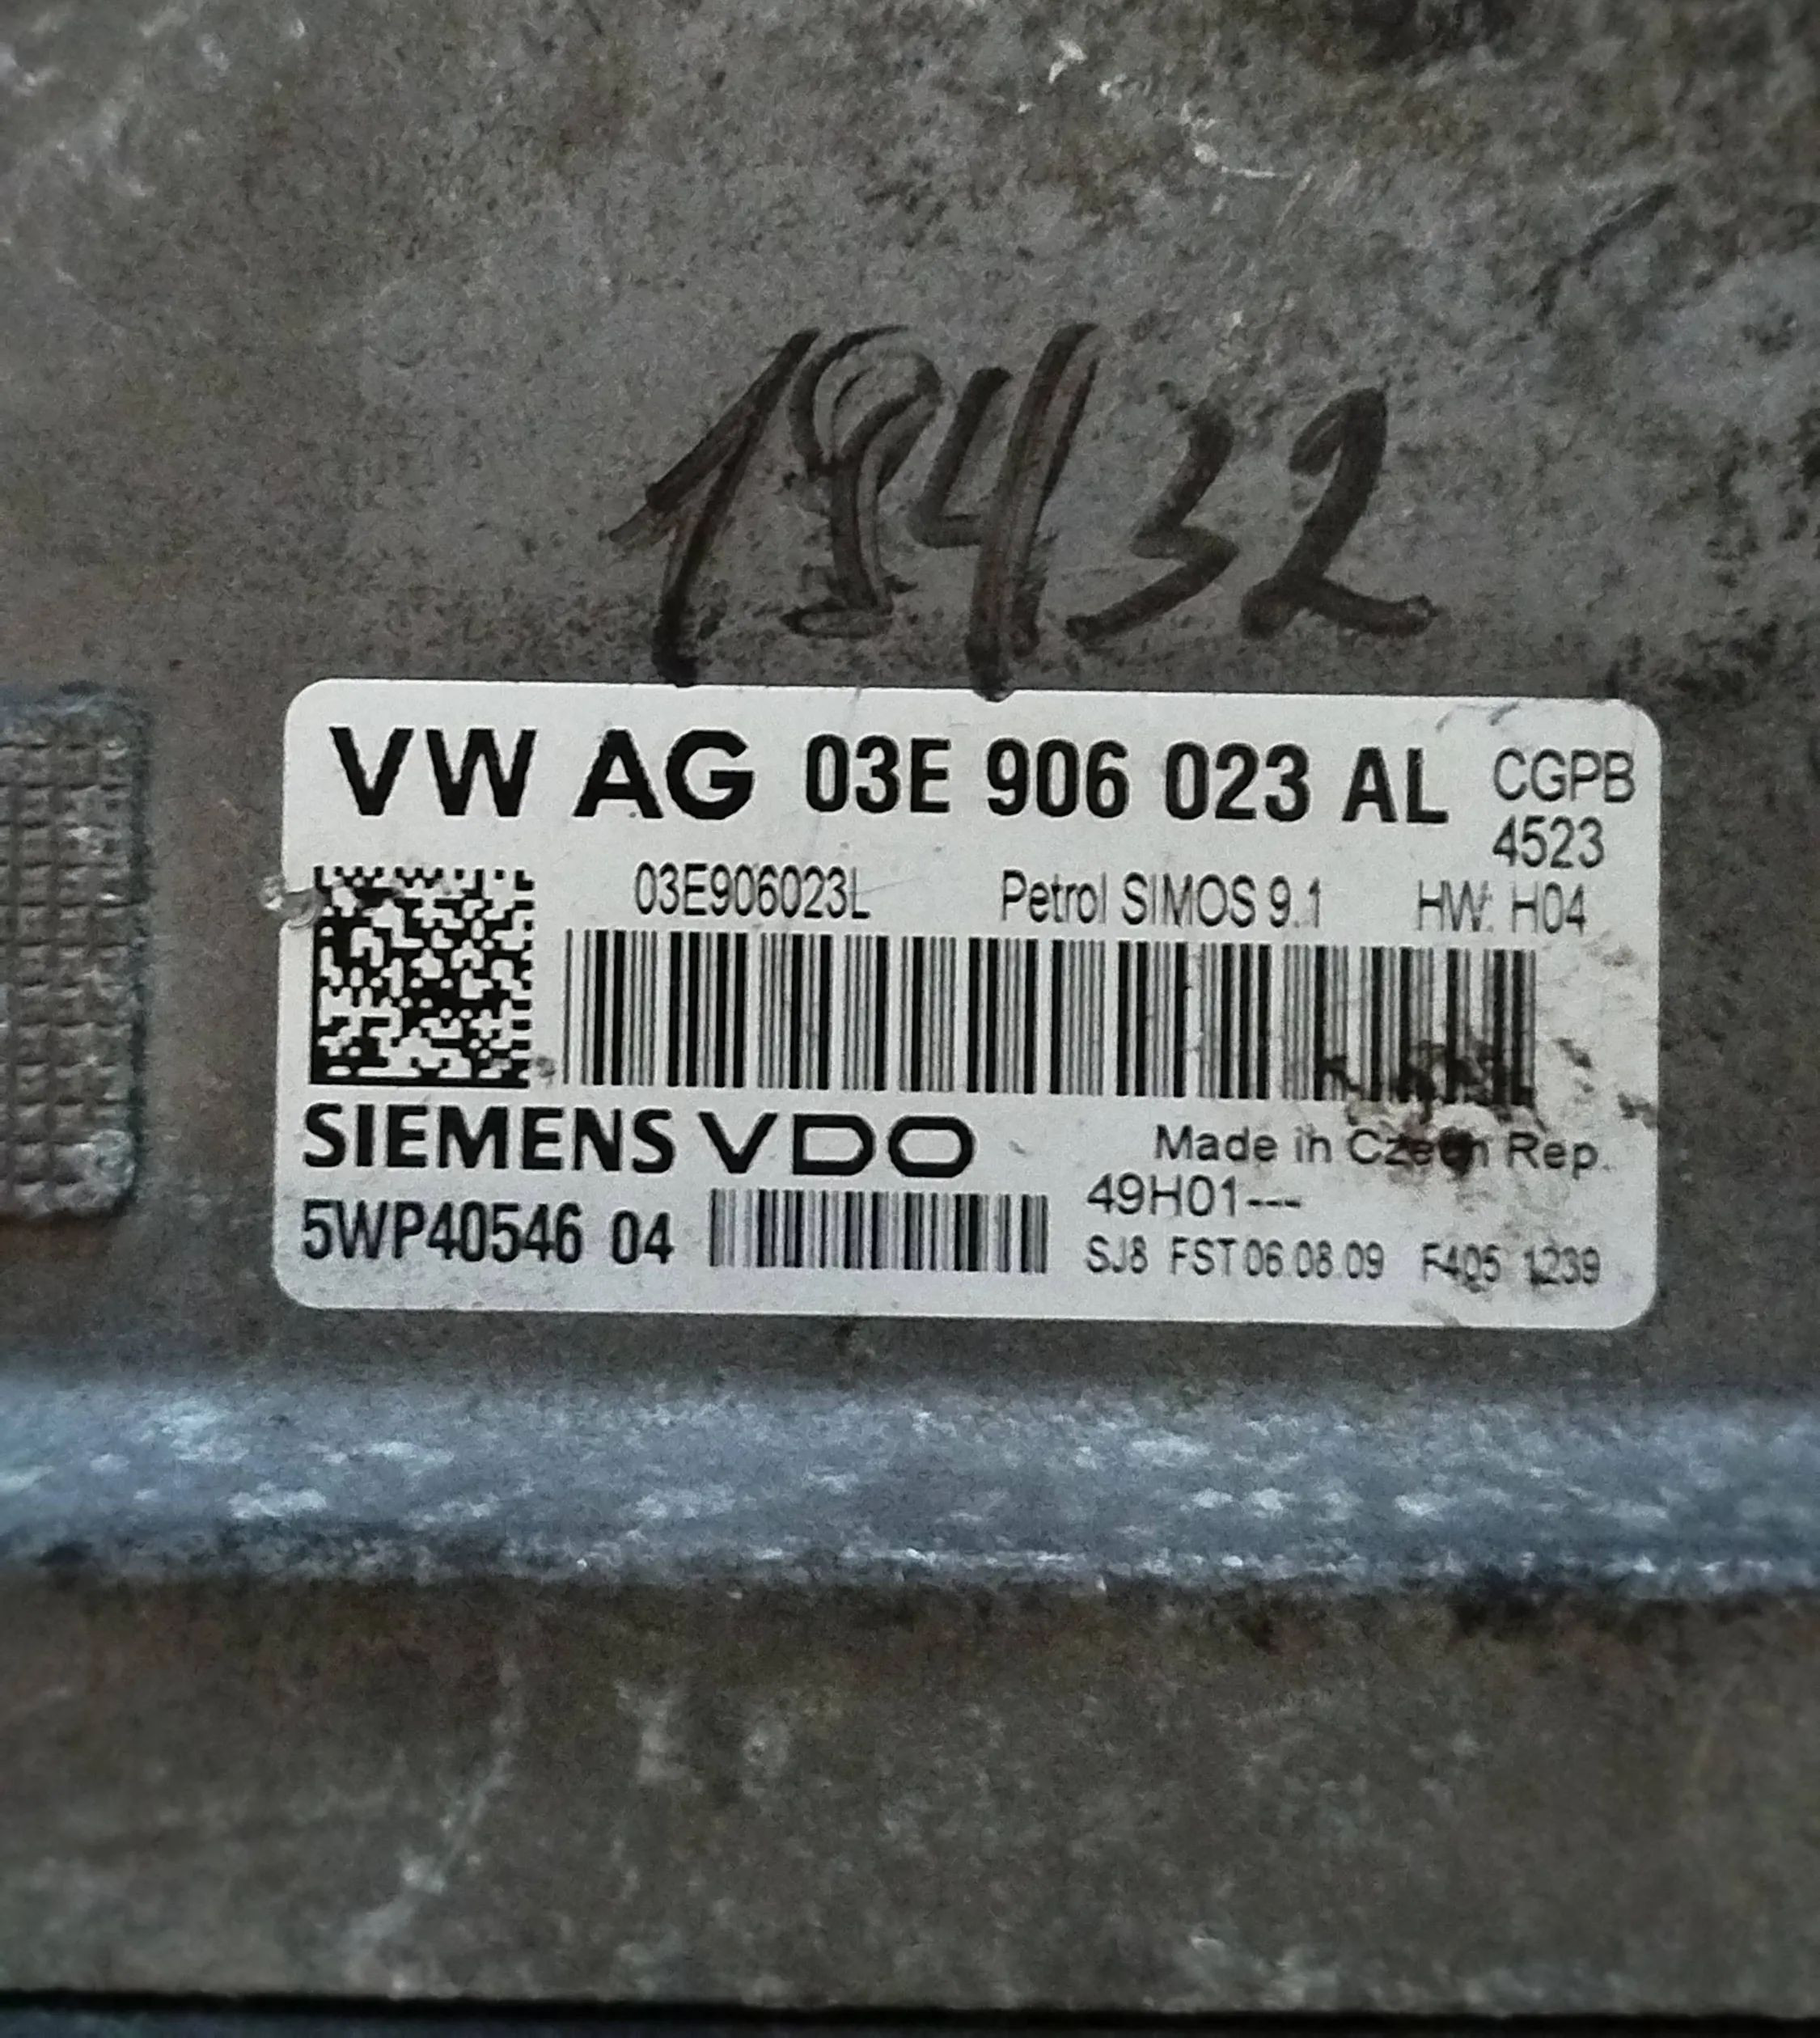 VW AG 03E 906 023 AL CGPB
4523
03E906023L Petrol SIMOS 9.1 HW: H04
SIEMENS VDO Made in Czech Rep.
49H01---
5WP40546 04
SJ8 FST 06.08.09 F405 1239